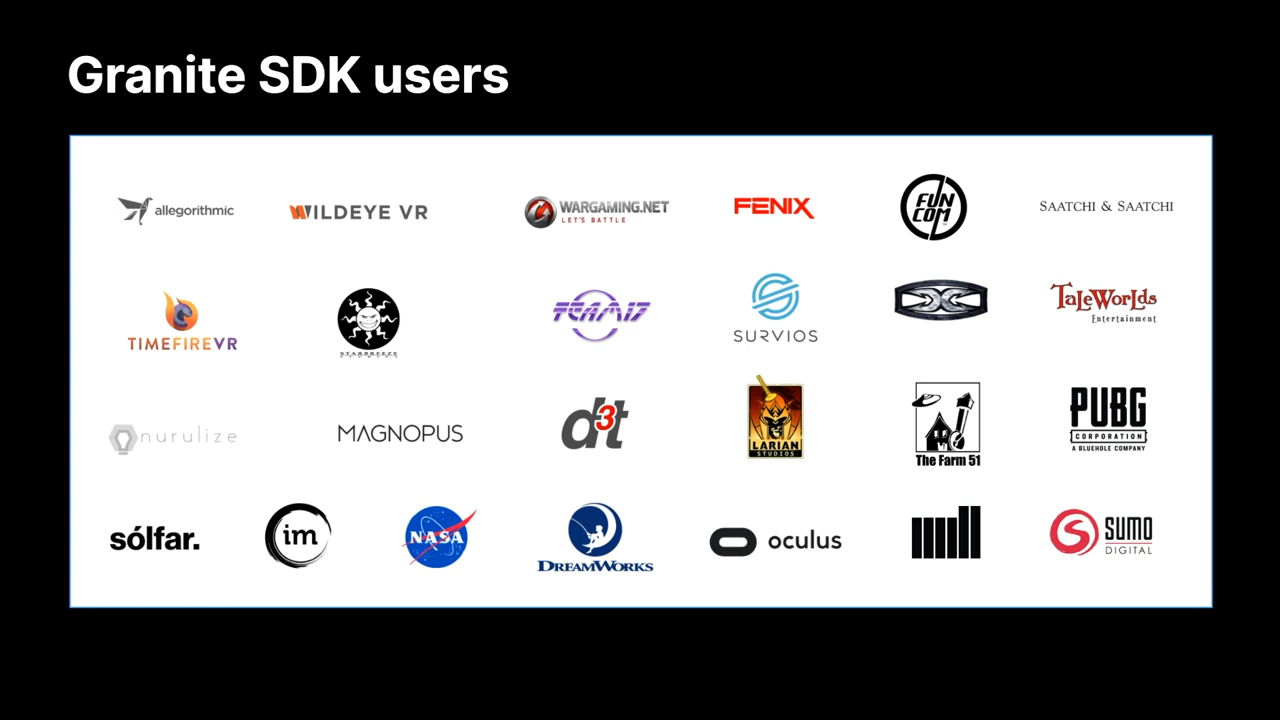 Granite SDK users
allegorithmic
WILDEYE VR
WARGAMING.NET
LET'S BATTLE
FENIX
FUN
COM
SAATCHI & SAATCHI
TIMEFIREVR
STARBREEZE
TEAM17
SURVIOS
TALEWORLDS
Entertainment
nurulize
MAGNOPUS
d3t
LARIAN
STUDIOS
The Farm 51
PUBG
CORPORATION
A BLUEHOLE COMPANY
sólfar.
im
NASA
DREAMWORKS
oculus
SUMO
DIGITAL